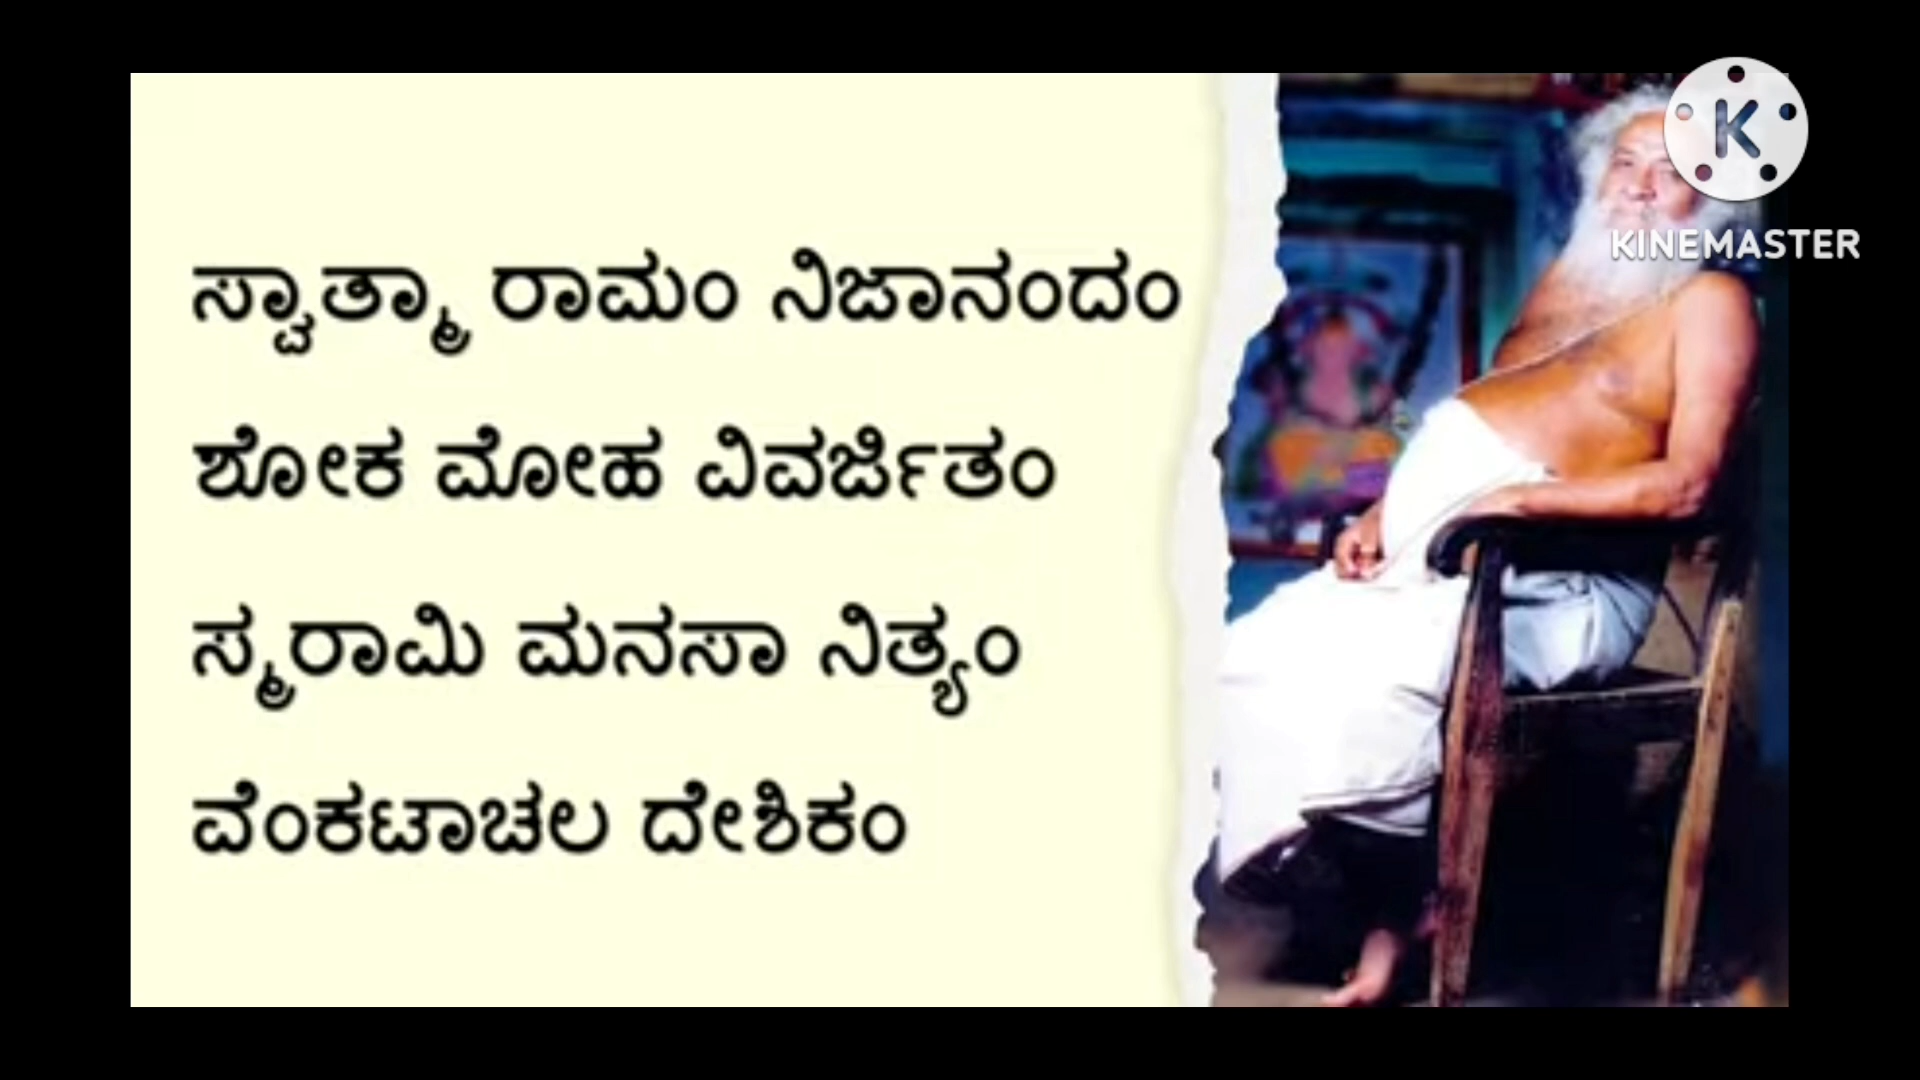 ಸ್ವಾತ್ಮಾ ರಾಮಂ ನಿಜಾನಂದಂ
ಶೋಕ ಮೋಹ ವಿವರ್ಜಿತಂ
ಸ್ಮರಾಮಿ ಮನಸಾ ನಿತ್ಯಂ
ವೆಂಕಟಾಚಲ ದೇಶಿಕಂ
K
KINEMASTER